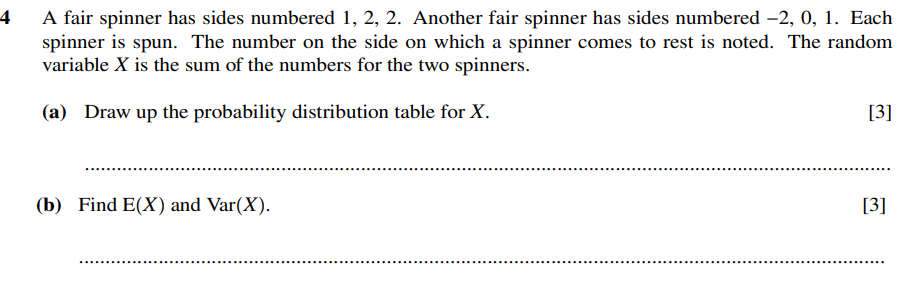 4 A fair spinner has sides numbered 1, 2, 2. Another fair spinner has sides numbered −2, 0, 1. Each
spinner is spun. The number on the side on which a spinner comes to rest is noted. The random
variable X is the sum of the numbers for the two spinners.
(a) Draw up the probability distribution table for X. [3]
(b) Find E(X) and Var(X). [3]